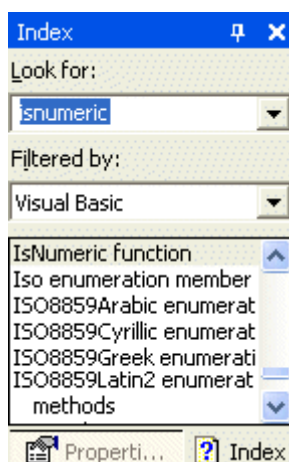 Index
Look for:
isnumeric
Filtered by:
Visual Basic
IsNumeric function
Iso enumeration member
ISO8859Arabic enumerat
ISO8859Cyrillic enumerat
ISO8859Greek enumerati
ISO8859Latin2 enumerat
methods
Properti... Index